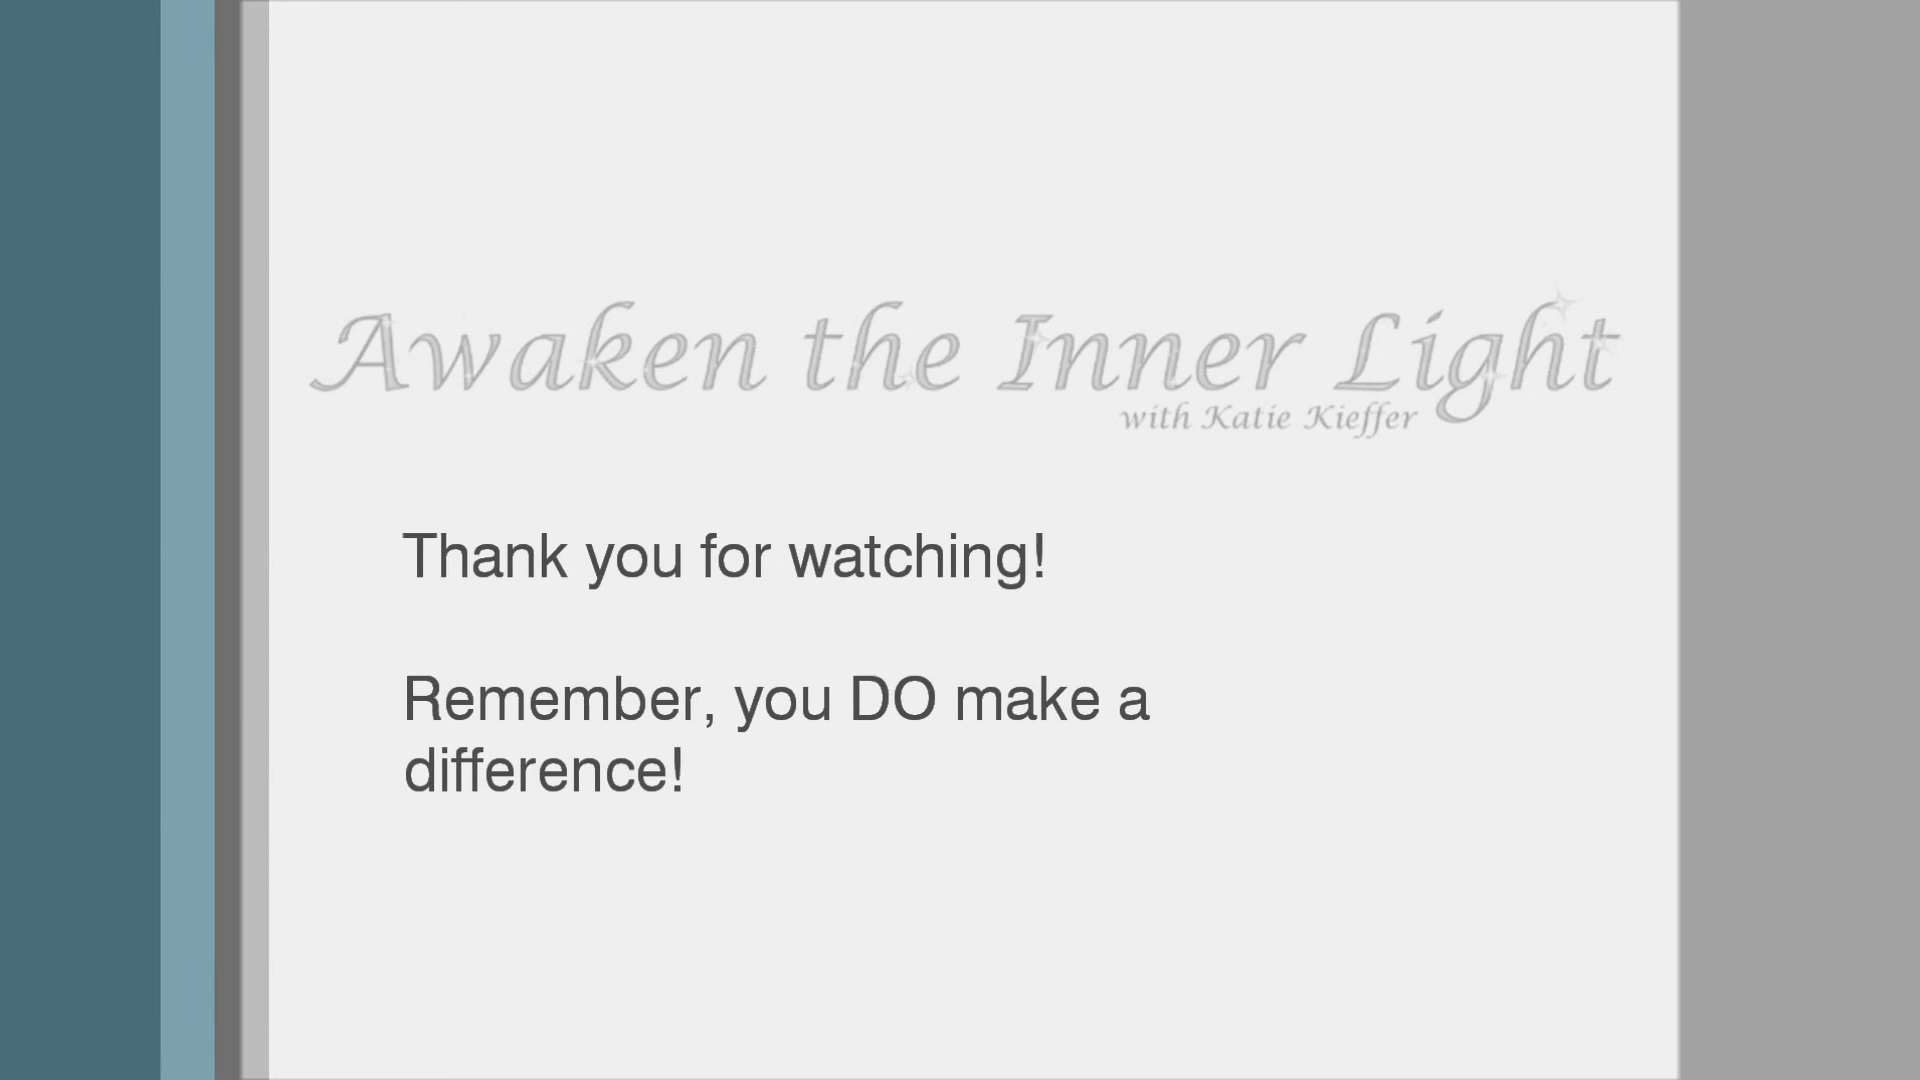 Awaken the Inner Light
with Katie Kieffer
Thank you for watching!
Remember, you DO make a
difference!